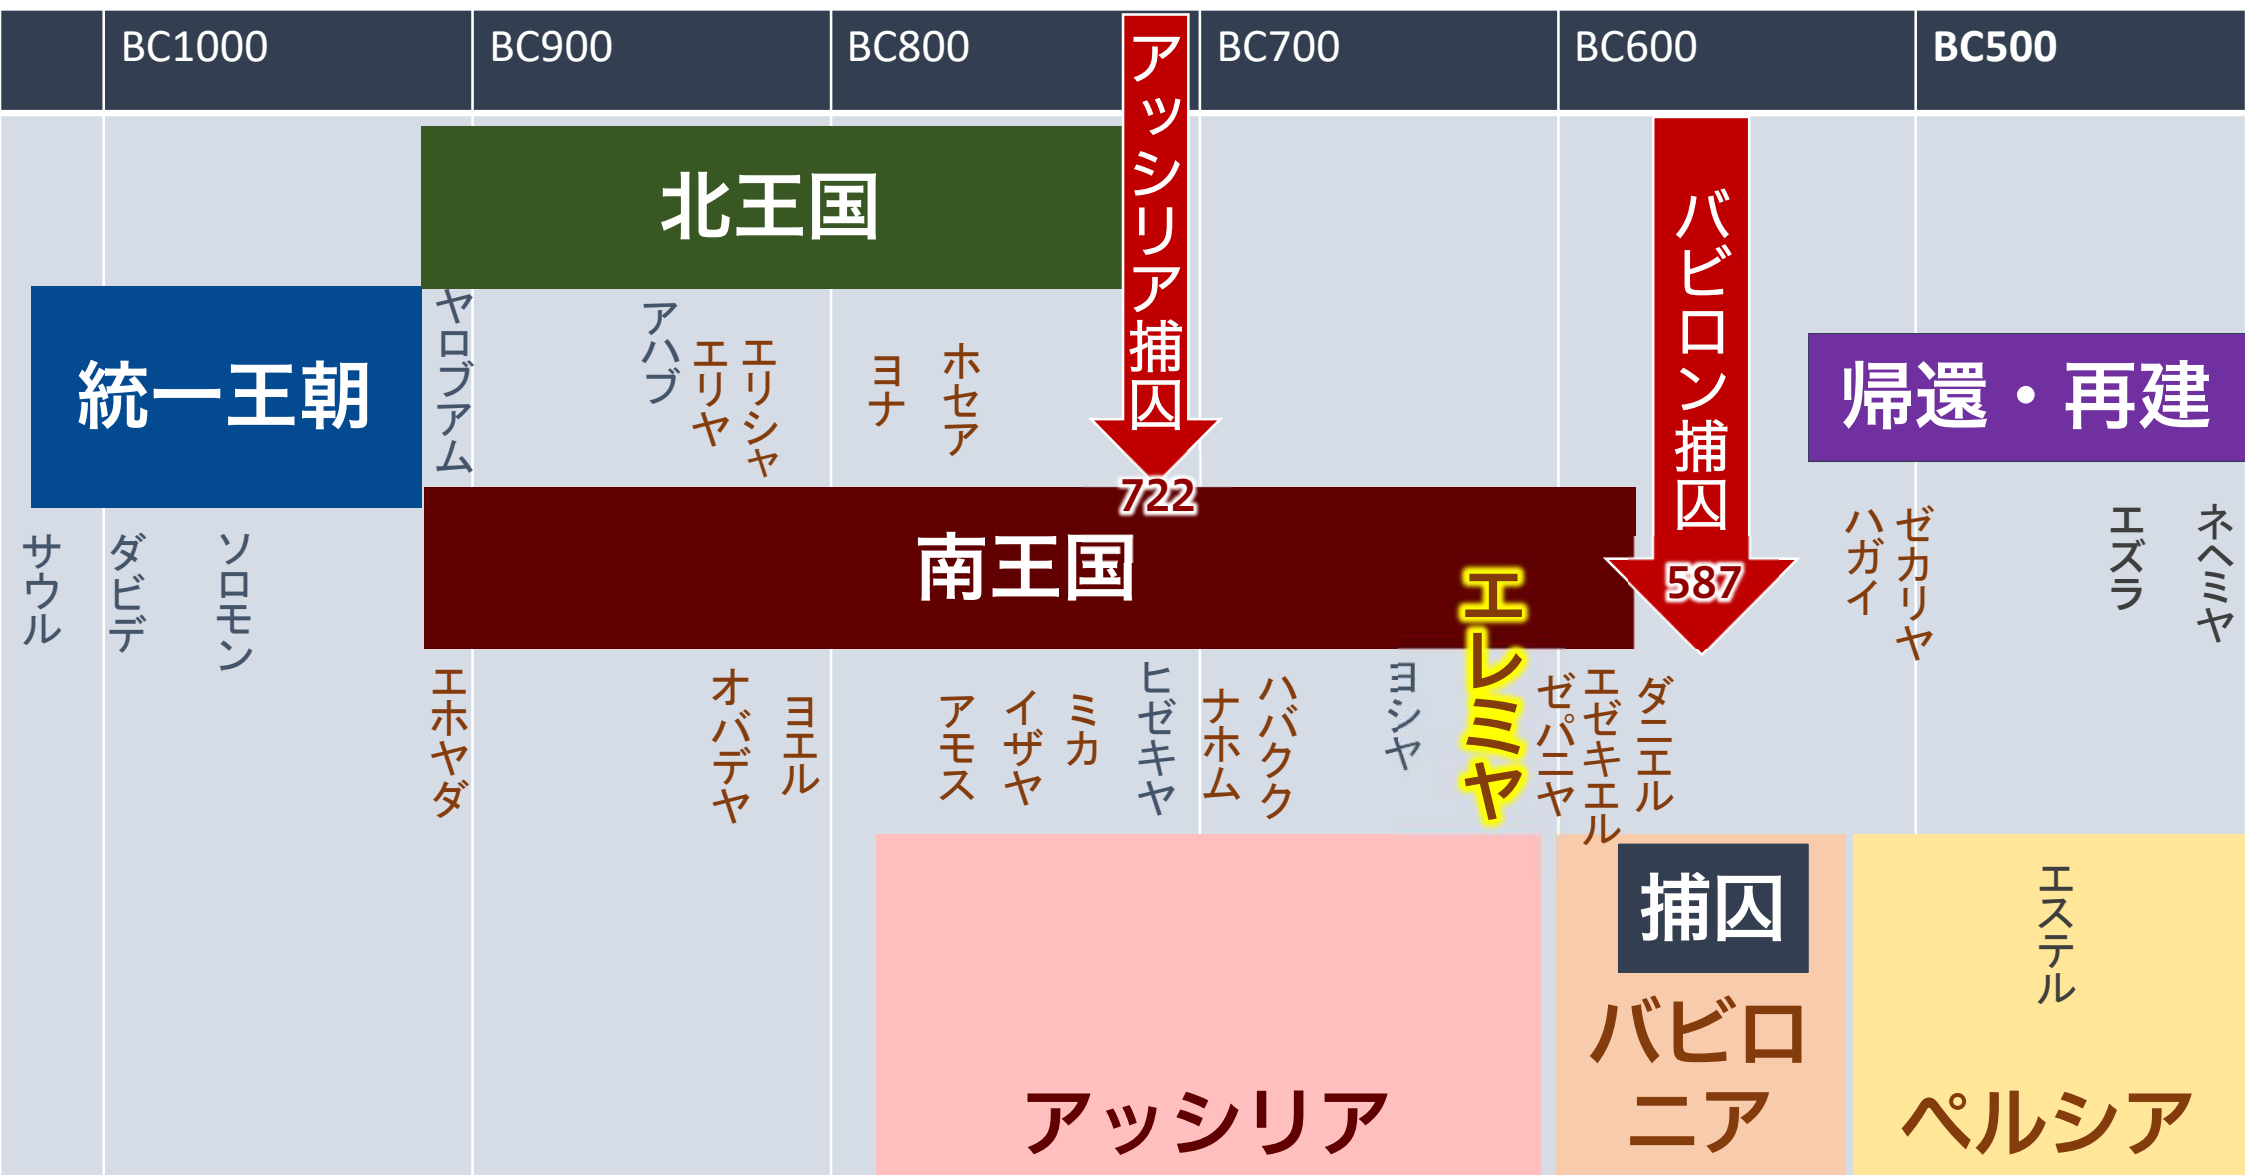 BC1000
BC900
BC800
BC700
BC600
BC500
アッシリア捕囚
722
バビロン捕囚
587
北王国
統一王朝
帰還・再建
ヤロブアム
アハブ
エリヤ
エリシャ
ヨナ
ホセア
南王国
サウル
ダビデ
ソロモン
ハガイ
ゼカリヤ
エズラ
ネヘミヤ
エホヤダ
オバデヤ
ヨエル
アモス
イザヤ
ミカ
ヒゼキヤ
ナホム
ハバクク
ヨシヤ
エレミヤ
ゼパニヤ
エゼキエル
ダニエル
捕囚
エステル
アッシリア
バビロ
ニア
ペルシア